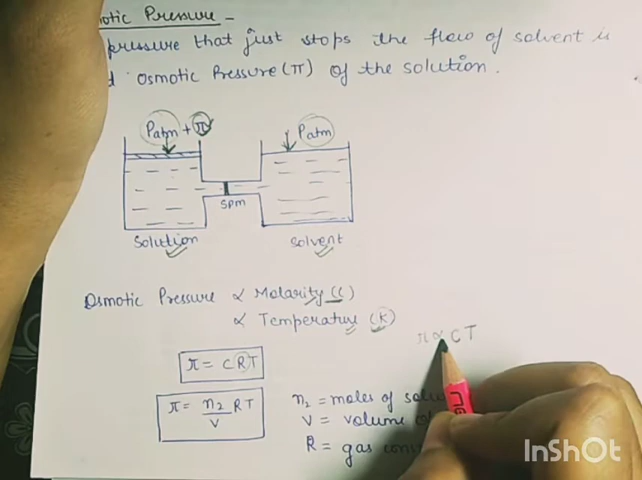 otic Pressure -
pressure that just stops the flow of solvent is
d osmotic Pressure (π) of the solution.
Patm + π
Patm
SPM
Solution
Solvent
Osmotic Pressure ∝ Molarity (C)
∝ Temperature (K)
π ∝ CT
π = CRT
π = n₂/V RT
n₂ = moles of
V = volume
R = gas
InShOt